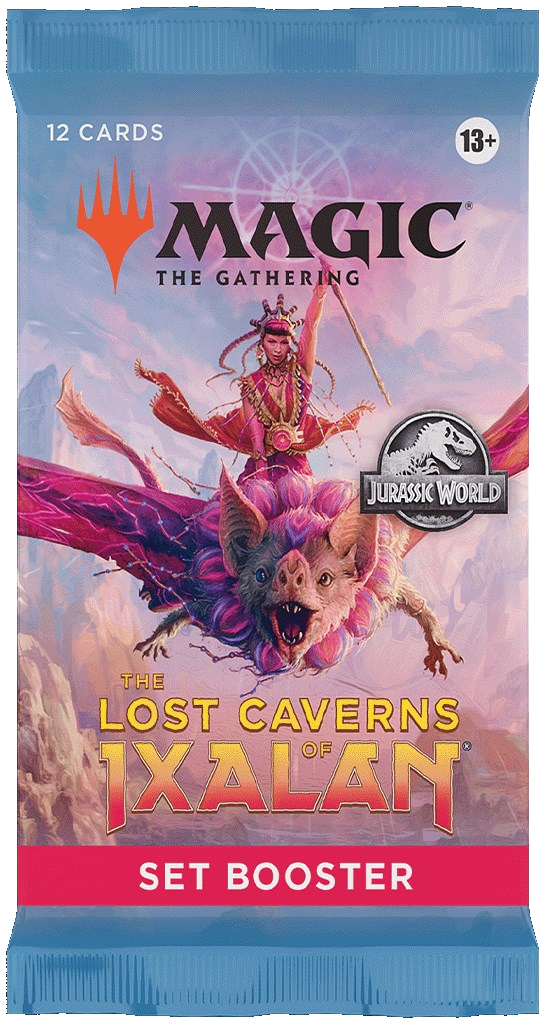 12 CARDS
13+
MAGIC®
THE GATHERING
JURASSIC WORLD
THE
LOST CAVERNS
OF
IXALAN®
SET BOOSTER